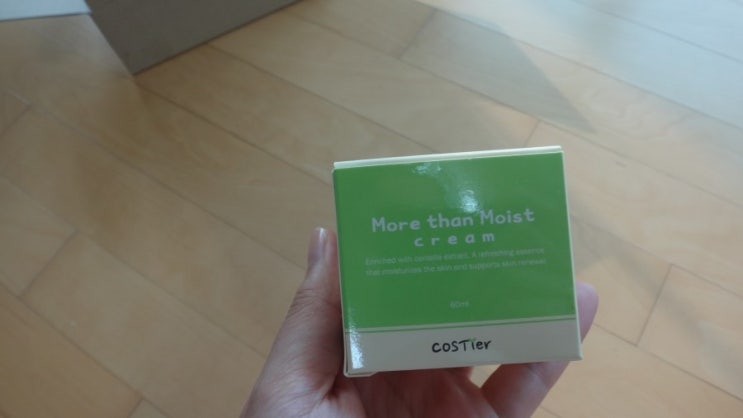 More than Moist
cream
Enriched with centella extract. A refreshing essence
that moisturizes the skin and supports skin renewal
60ml
COSTier